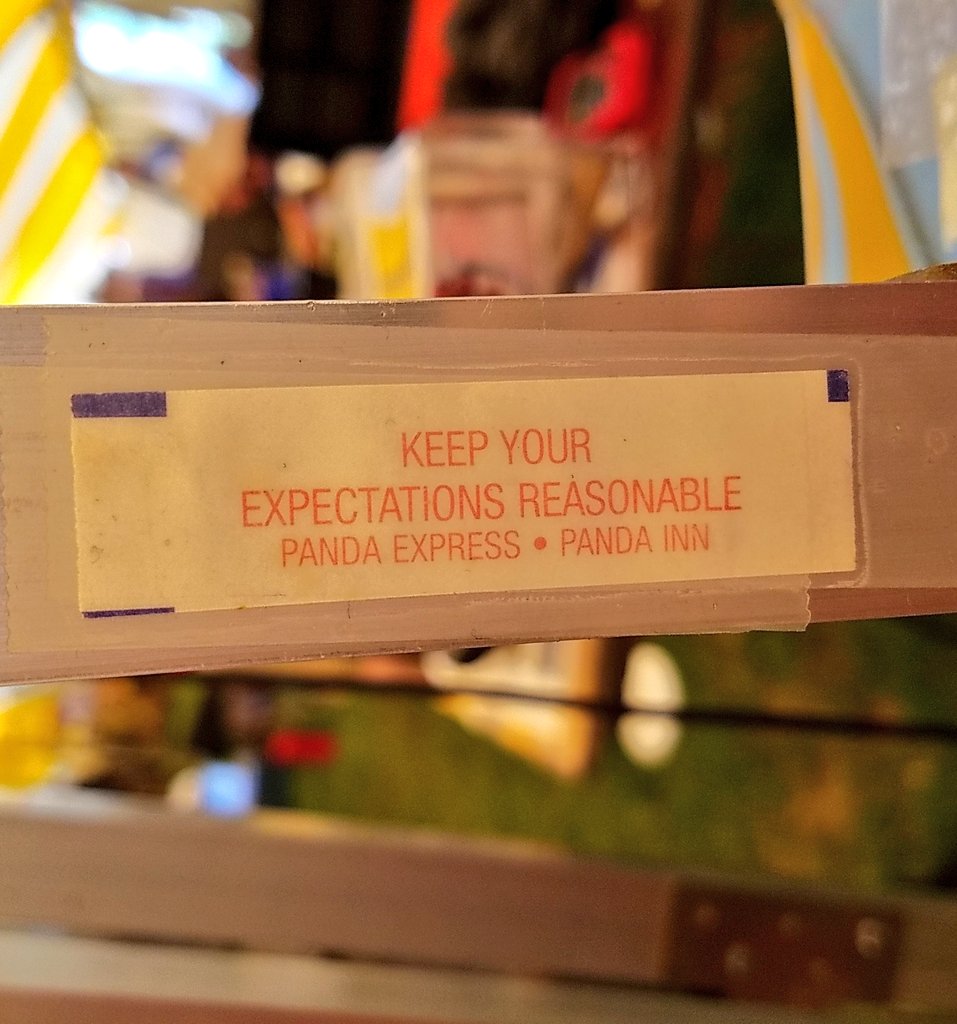 KEEP YOUR
EXPECTATIONS REASONABLE
PANDA EXPRESS • PANDA INN